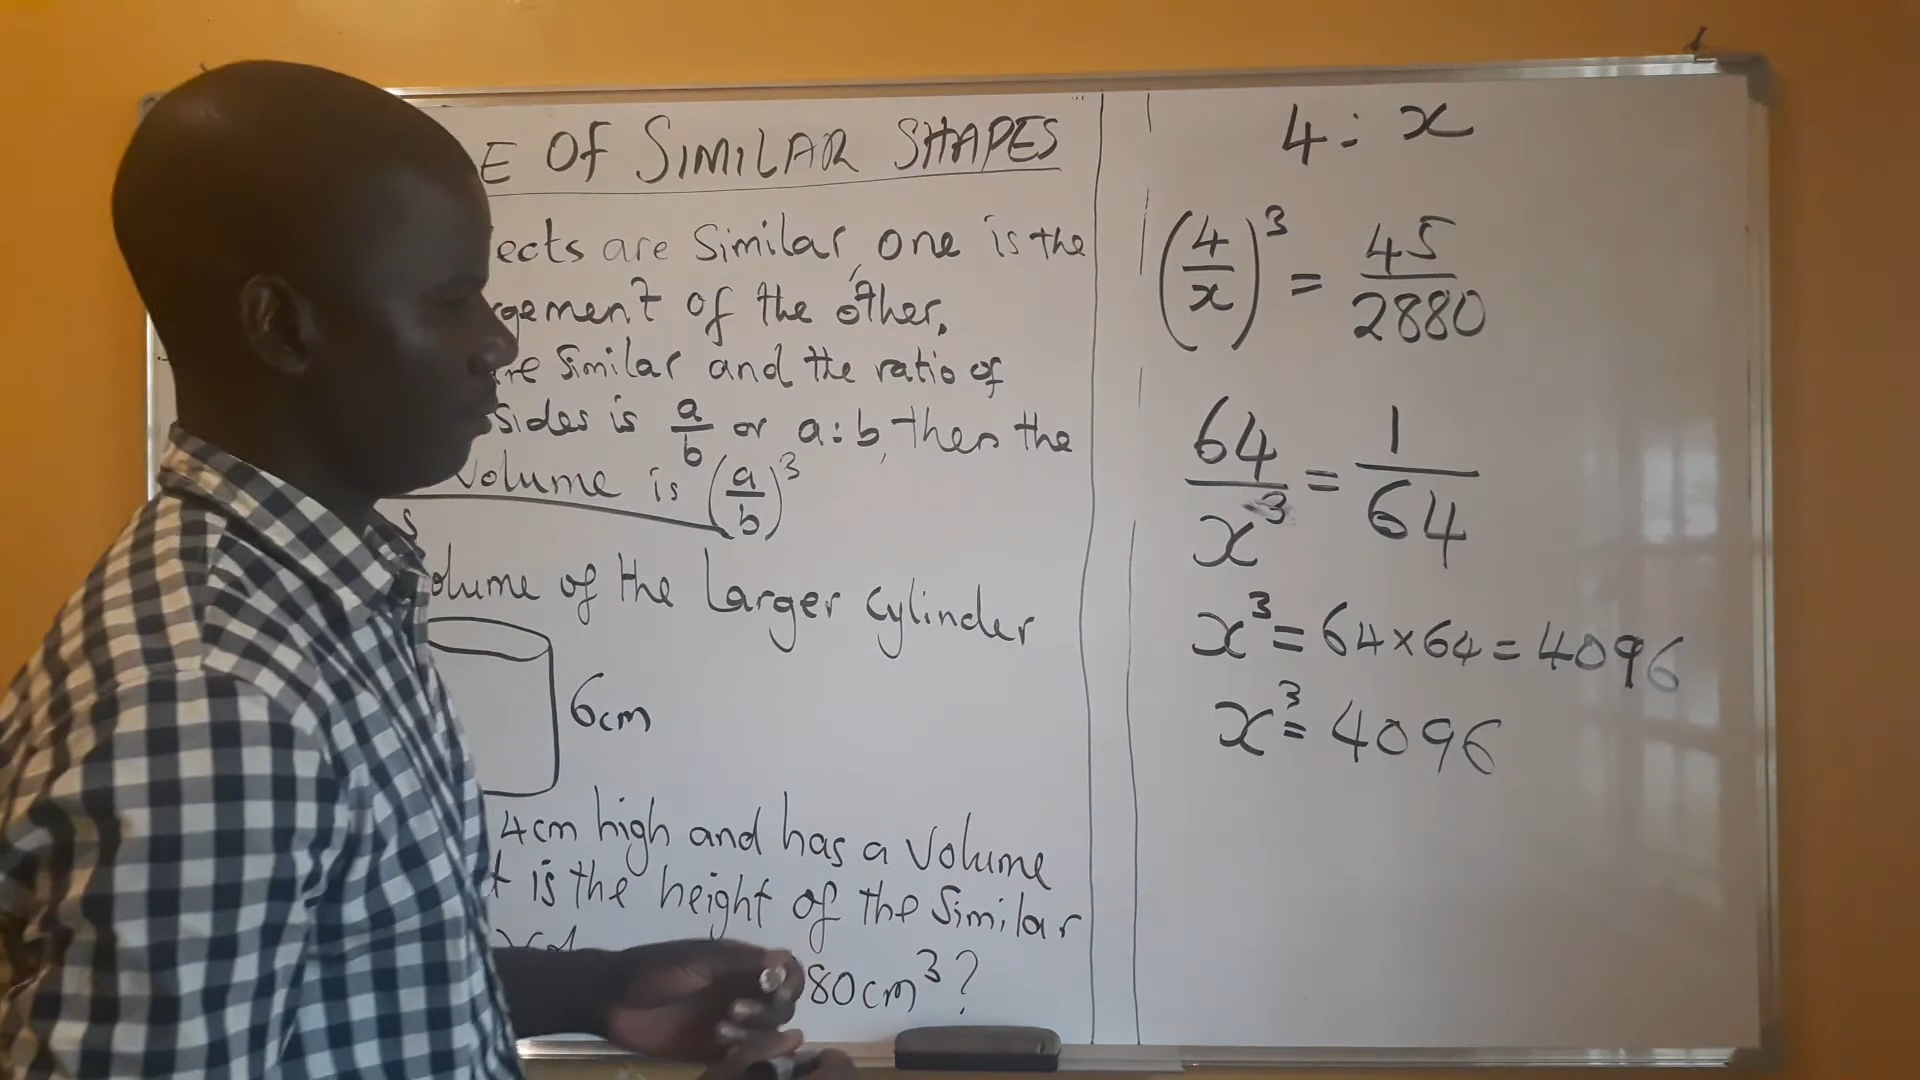 E OF SIMILAR SHAPES
ects are Similar, one is the
gement of the other.
re Similar and the ratio of
sides is a/b or a:b, then the
Volume is (a/b)³
olume of the Larger Cylinder
6cm
4cm high and has a Volume
t is the height of the Similar
80cm³?
4 : x
(4/x)³ = 45/2880
64/x³ = 1/64
x³ = 64×64 = 4096
x³ = 4096